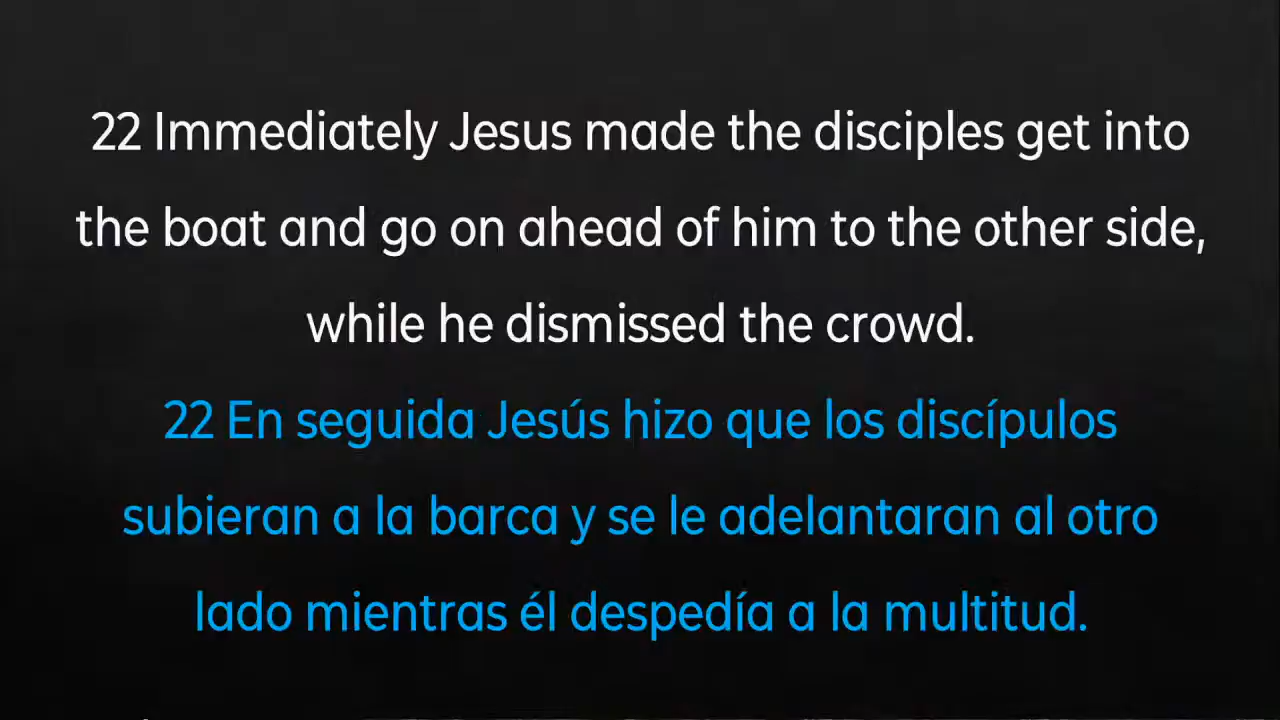 22 Immediately Jesus made the disciples get into
the boat and go on ahead of him to the other side,
while he dismissed the crowd.
22 En seguida Jesús hizo que los discípulos
subieran a la barca y se le adelantaran al otro
lado mientras él despedía a la multitud.